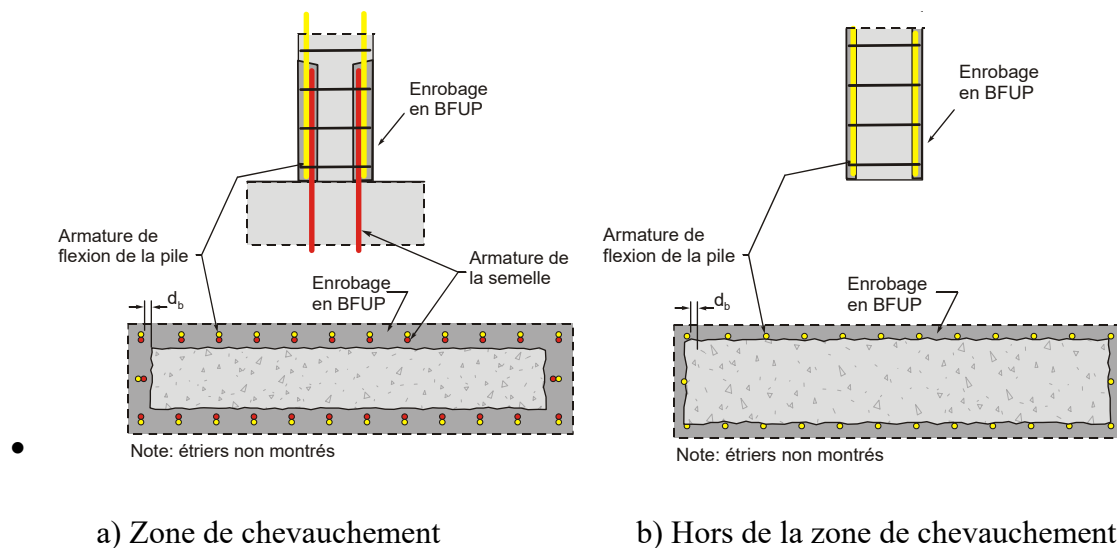 Enrobage
en BFUP
Armature de
flexion de la pile
Armature de
la semelle
Enrobage
en BFUP
d_b
Note: étriers non montrés
a) Zone de chevauchement
Enrobage
en BFUP
Armature de
flexion de la pile
Enrobage
en BFUP
d_b
Note: étriers non montrés
b) Hors de la zone de chevauchement